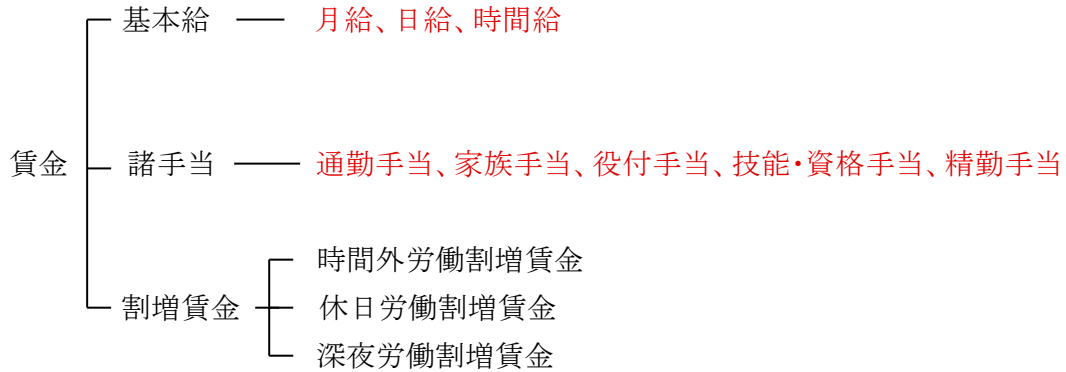 基本給 月給、日給、時間給
賃金 諸手当 通勤手当、家族手当、役付手当、技能・資格手当、精勤手当
時間外労働割増賃金
割増賃金 休日労働割増賃金
深夜労働割増賃金